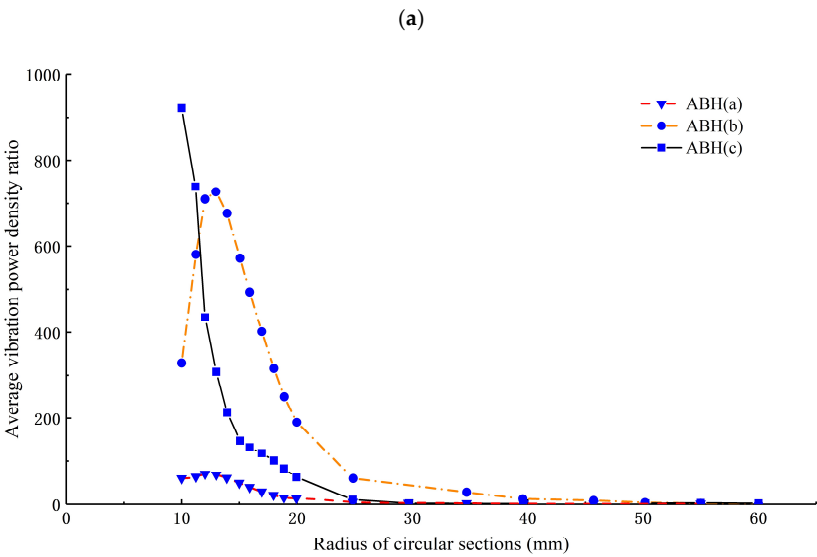 (a)
1000
800
600
400
200
0
0 10 20 30 40 50 60
Average vibration power density ratio
Radius of circular sections (mm)
ABH(a)
ABH(b)
ABH(c)